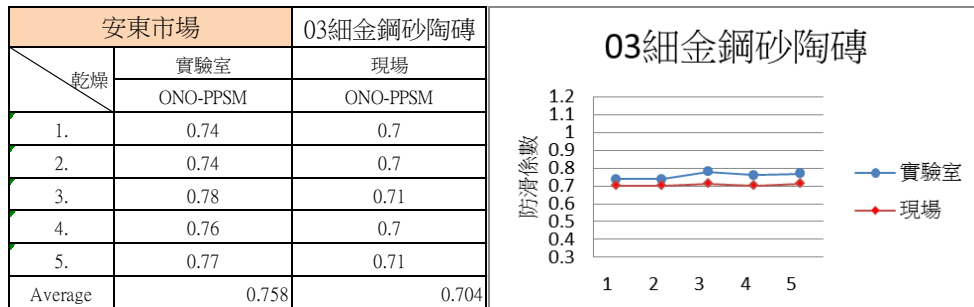 安東市場 03細金鋼砂陶磚
乾燥 實驗室 現場
ONO-PPSM ONO-PPSM
1. 0.74 0.7
2. 0.74 0.7
3. 0.78 0.71
4. 0.76 0.7
5. 0.77 0.71
Average 0.758 0.704
03細金鋼砂陶磚
防滑係數
1.2
1.1
1
0.9
0.8
0.7
0.6
0.5
0.4
0.3
1 2 3 4 5
實驗室
現場